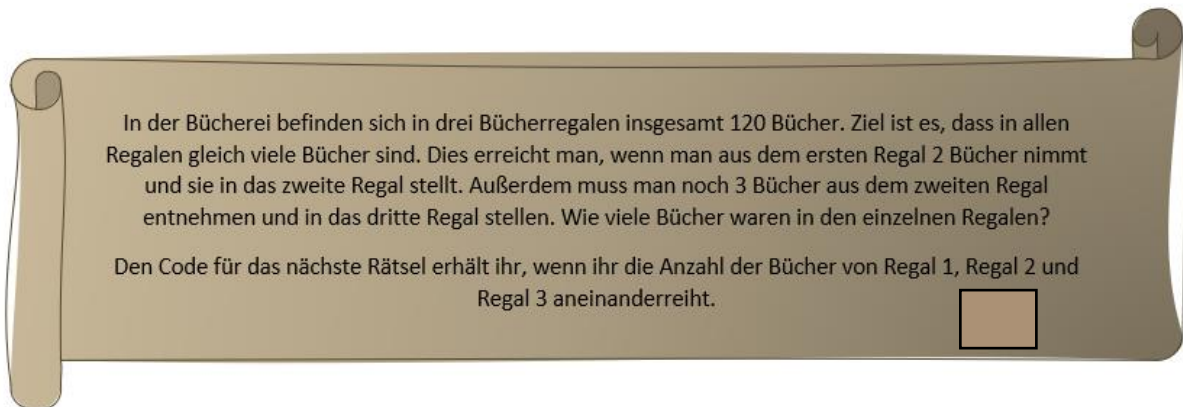 In der Bücherei befinden sich in drei Bücherregalen insgesamt 120 Bücher. Ziel ist es, dass in allen
Regalen gleich viele Bücher sind. Dies erreicht man, wenn man aus dem ersten Regal 2 Bücher nimmt
und sie in das zweite Regal stellt. Außerdem muss man noch 3 Bücher aus dem zweiten Regal
entnehmen und in das dritte Regal stellen. Wie viele Bücher waren in den einzelnen Regalen?
Den Code für das nächste Rätsel erhält ihr, wenn ihr die Anzahl der Bücher von Regal 1, Regal 2 und
Regal 3 aneinanderreiht.